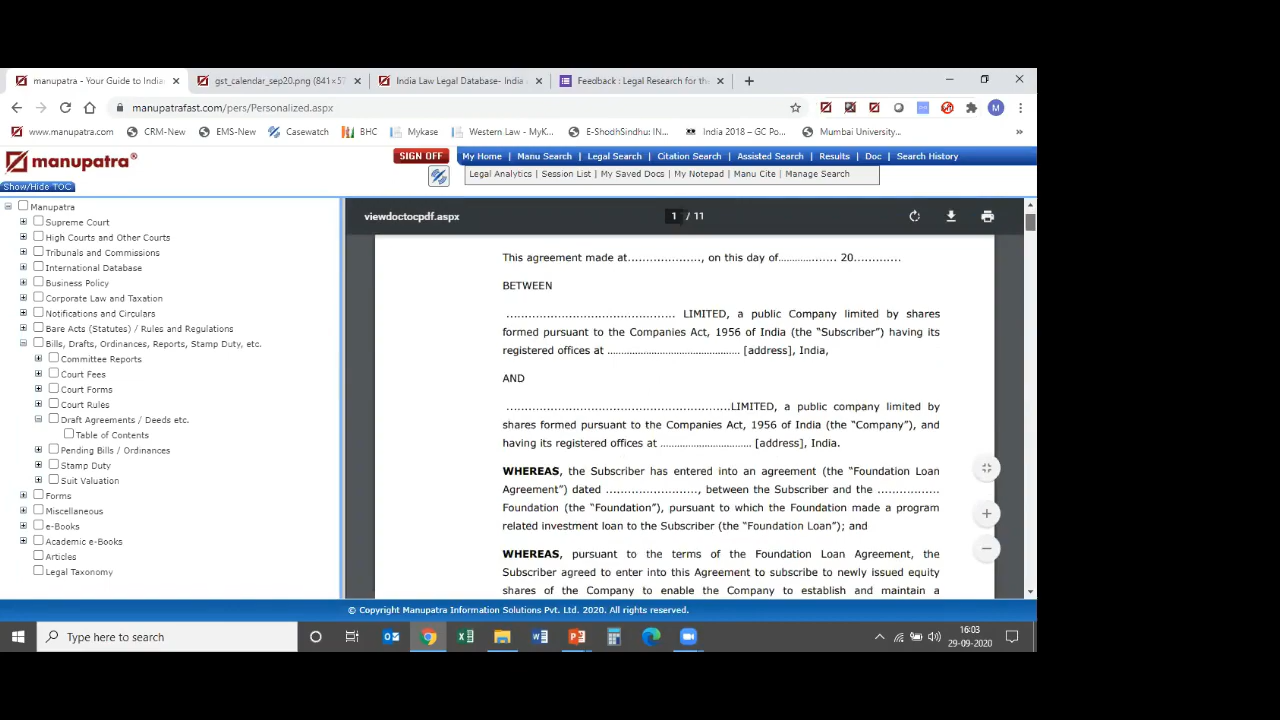 manupatra - Your Guide to India
gst_calendar_sep20.png (841×57
India Law Legal Database- India
Feedback : Legal Research for the
manupatrafast.com/pers/Personalized.aspx
M
www.manupatra.com
CRM-New
EMS-New
Casewatch
BHC
Mykase
Western Law - MyK...
E-ShodhSindhu: IN...
India 2018 – GC Po...
Mumbai University...
»
manupatra®
SIGN OFF
My Home | Manu Search | Legal Search | Citation Search | Assisted Search | Results | Doc | Search History
Legal Analytics | Session List | My Saved Docs | My Notepad | Manu Cite | Manage Search
Show/Hide TOC
Manupatra
Supreme Court
High Courts and Other Courts
Tribunals and Commissions
International Database
Business Policy
Corporate Law and Taxation
Notifications and Circulars
Bare Acts (Statutes) / Rules and Regulations
Bills, Drafts, Ordinances, Reports, Stamp Duty, etc.
Committee Reports
Court Fees
Court Forms
Court Rules
Draft Agreements / Deeds etc.
Table of Contents
Pending Bills / Ordinances
Stamp Duty
Suit Valuation
Forms
Miscellaneous
e-Books
Academic e-Books
Articles
Legal Taxonomy
viewdoctocpdf.aspx
1 / 11
This agreement made at...................., on this day of.................. 20............
BETWEEN
.......................................... LIMITED, a public Company limited by shares
formed pursuant to the Companies Act, 1956 of India (the “Subscriber”) having its
registered offices at ............................................ [address], India,
AND
.......................................................LIMITED, a public company limited by
shares formed pursuant to the Companies Act, 1956 of India (the “Company”), and
having its registered offices at .............................. [address], India.
WHEREAS, the Subscriber has entered into an agreement (the “Foundation Loan
Agreement”) dated ......................., between the Subscriber and the ................
Foundation (the “Foundation”), pursuant to which the Foundation made a program
related investment loan to the Subscriber (the “Foundation Loan”); and
WHEREAS, pursuant to the terms of the Foundation Loan Agreement, the
Subscriber agreed to enter into this Agreement to subscribe to newly issued equity
shares of the Company to enable the Company to establish and maintain a
© Copyright Manupatra Information Solutions Pvt. Ltd. 2020. All rights reserved.
Type here to search
16:03
29-09-2020